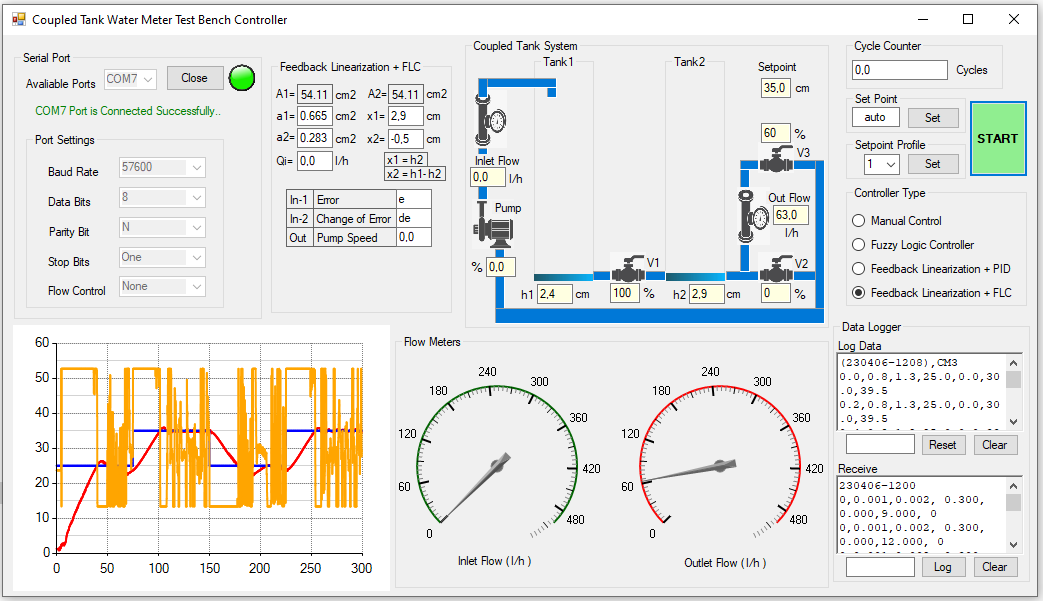 Coupled Tank Water Meter Test Bench Controller
Serial Port
Avaliable Ports COM7 Close
COM7 Port is Connected Successfully..
Port Settings
Baud Rate 57600
Data Bits 8
Parity Bit N
Stop Bits One
Flow Control None
Feedback Linearization + FLC
A1= 54.11 cm2 A2= 54.11 cm2
a1= 0.665 cm2 x1= 2,9 cm
a2= 0.283 cm2 x2= -0,5 cm
Qi= 0,0 l/h x1 = h2
x2 = h1- h2
In-1 Error e
In-2 Change of Error de
Out Pump Speed 0,0
Coupled Tank System
Tank1
Tank2
Setpoint
35,0 cm
60 %
V3
Inlet Flow
0,0 l/h
Pump
% 0,0
Out Flow
63,0
l/h
V1
V2
h1 2,4 cm 100 % h2 2,9 cm 0 %
Cycle Counter
0,0 Cycles
Set Point
auto Set
Setpoint Profile
1 Set
START
Controller Type
Manual Control
Fuzzy Logic Controller
Feedback Linearization + PID
Feedback Linearization + FLC
60
50
40
30
20
10
0
0 50 100 150 200 250 300
Flow Meters
0 60 120 180 240 300 360 420 480
Inlet Flow ( l/h )
0 60 120 180 240 300 360 420 480
Outlet Flow ( l/h )
Data Logger
Log Data
(230406-1208),CM3
0.0,0.8,1.3,25.0,0.0,30
.0,39.5
0.2,0.8,1.3,25.0,0.0,30
.0,39.5
Reset Clear
Receive
230406-1200
0,0.001,0.002, 0.300,
0.000,9.000, 0
0,0.001,0.002, 0.300,
0.000,12.000, 0
Log Clear